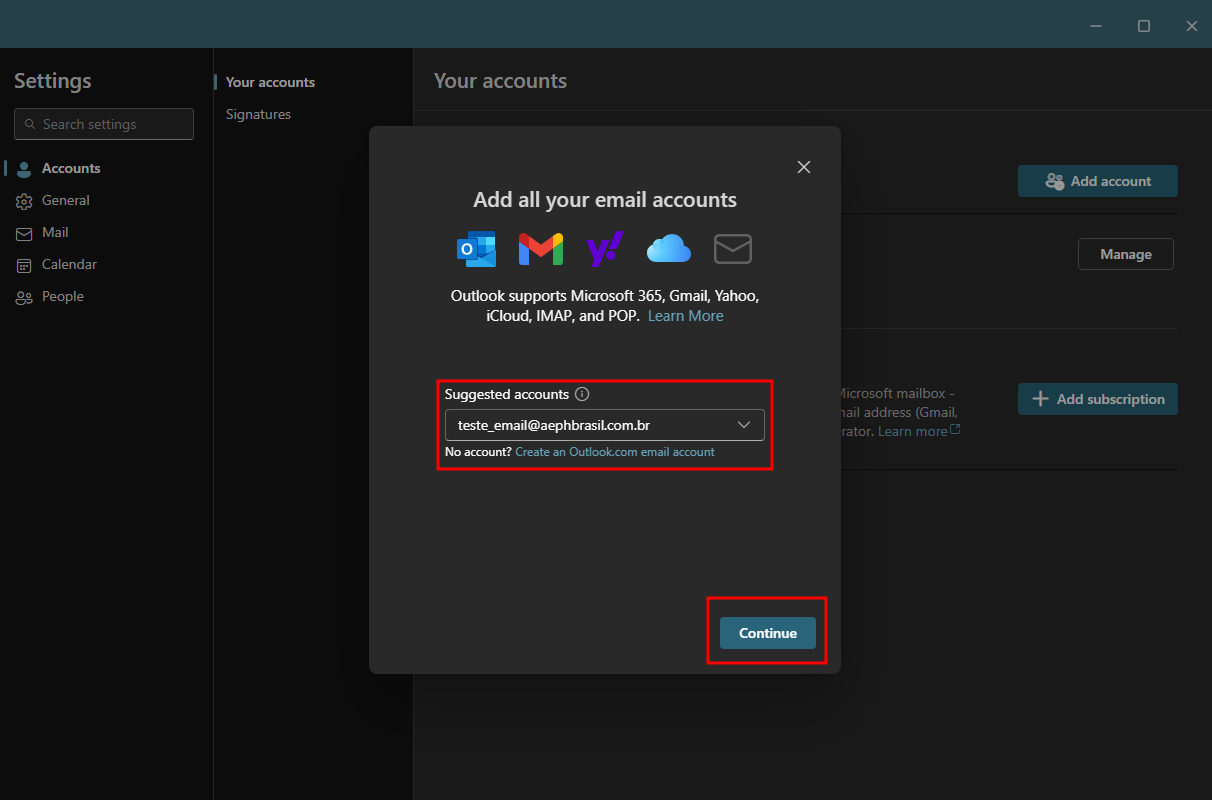 Settings
Search settings
Accounts
General
Mail
Calendar
People
Your accounts
Signatures
Your accounts
Add account
Manage
Microsoft mailbox -
mail address (Gmail,
rator. Learn more
Add subscription
Add all your email accounts
Outlook supports Microsoft 365, Gmail, Yahoo,
iCloud, IMAP, and POP. Learn More
Suggested accounts
teste_email@aephbrasil.com.br
No account? Create an Outlook.com email account
Continue